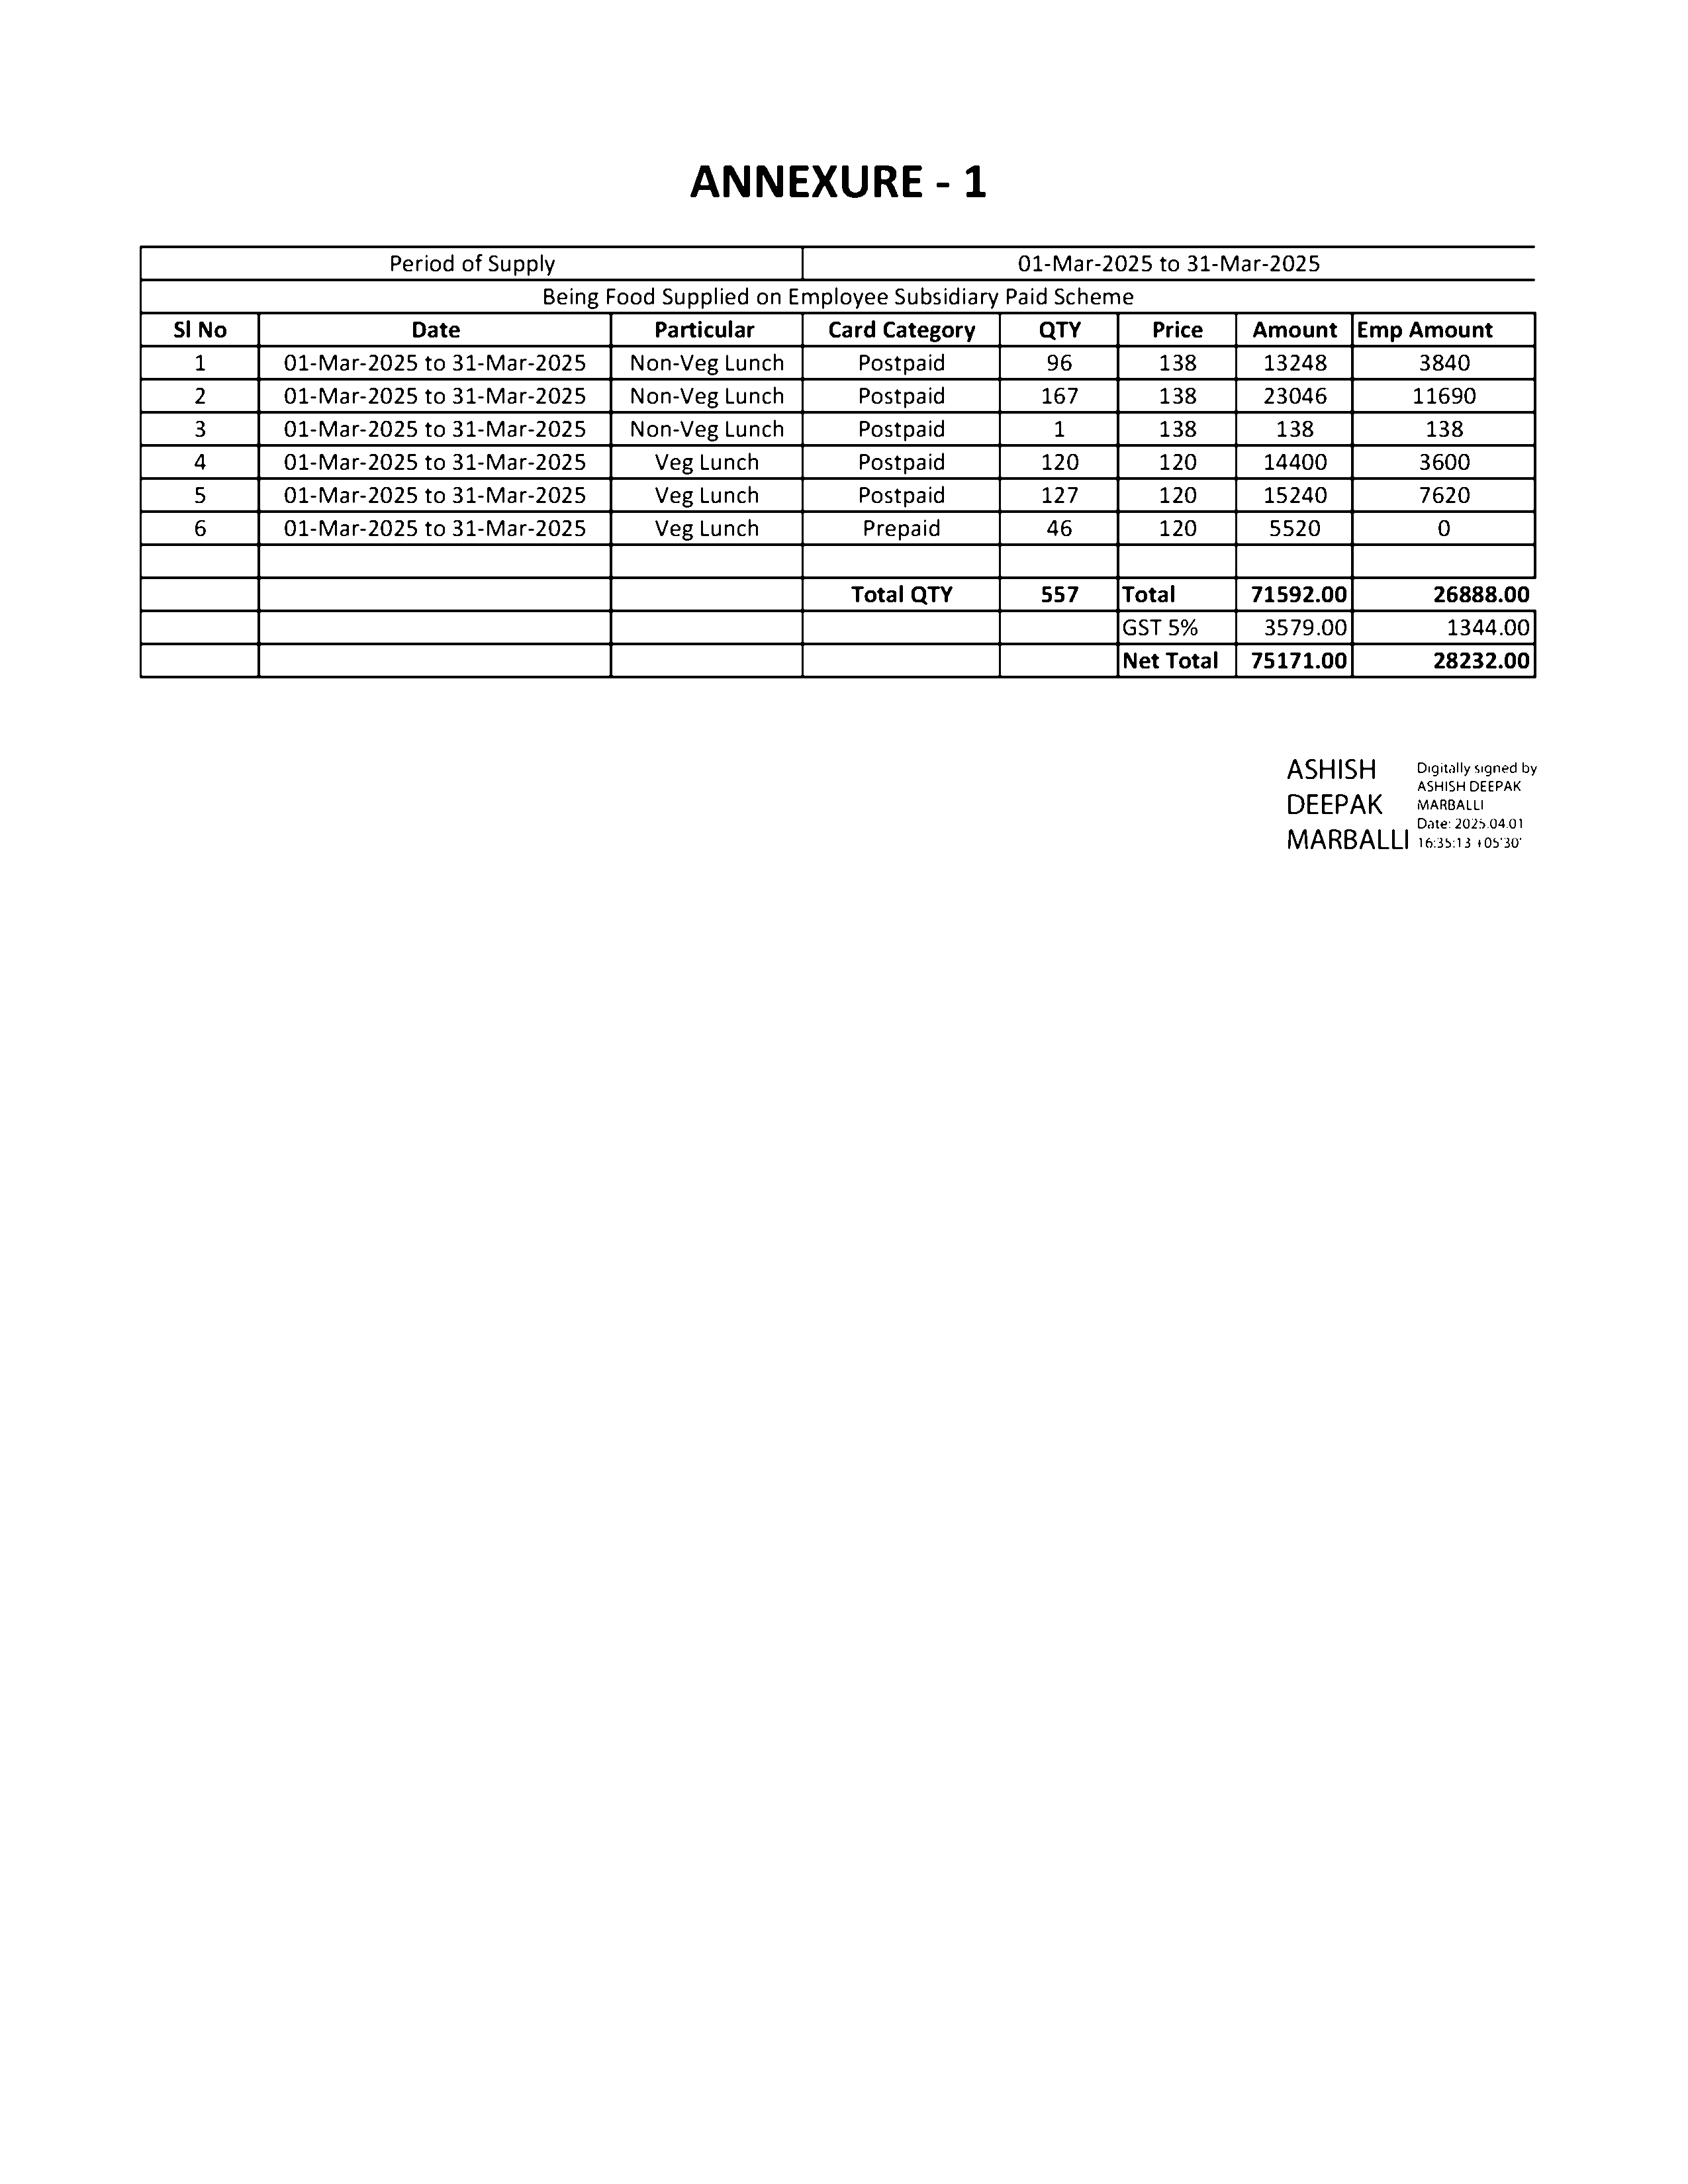 ANNEXURE - 1
Period of Supply 01-Mar-2025 to 31-Mar-2025
Being Food Supplied on Employee Subsidiary Paid Scheme
Sl No Date Particular Card Category QTY Price Amount Emp Amount
1 01-Mar-2025 to 31-Mar-2025 Non-Veg Lunch Postpaid 96 138 13248 3840
2 01-Mar-2025 to 31-Mar-2025 Non-Veg Lunch Postpaid 167 138 23046 11690
3 01-Mar-2025 to 31-Mar-2025 Non-Veg Lunch Postpaid 1 138 138 138
4 01-Mar-2025 to 31-Mar-2025 Veg Lunch Postpaid 120 120 14400 3600
5 01-Mar-2025 to 31-Mar-2025 Veg Lunch Postpaid 127 120 15240 7620
6 01-Mar-2025 to 31-Mar-2025 Veg Lunch Prepaid 46 120 5520 0
Total QTY 557 Total 71592.00 26888.00
GST 5% 3579.00 1344.00
Net Total 75171.00 28232.00
ASHISH
DEEPAK
MARBALLI
Digitally signed by
ASHISH DEEPAK
MARBALLI
Date: 2025.04.01
16:35:13 +05'30'